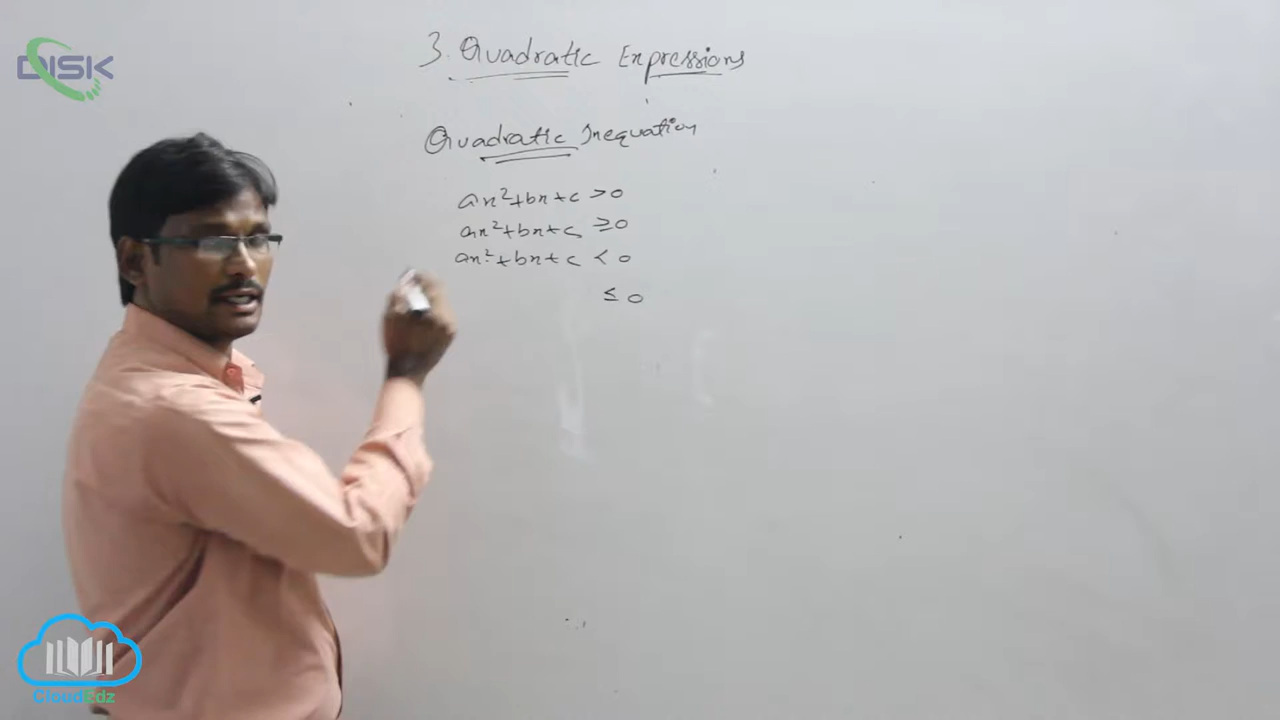 DISK
3. Quadratic Expressions
Quadratic Inequation
ax²+bx+c >0
ax²+bx+c ≥0
ax²+bx+c < 0
≤ 0
CloudEdz